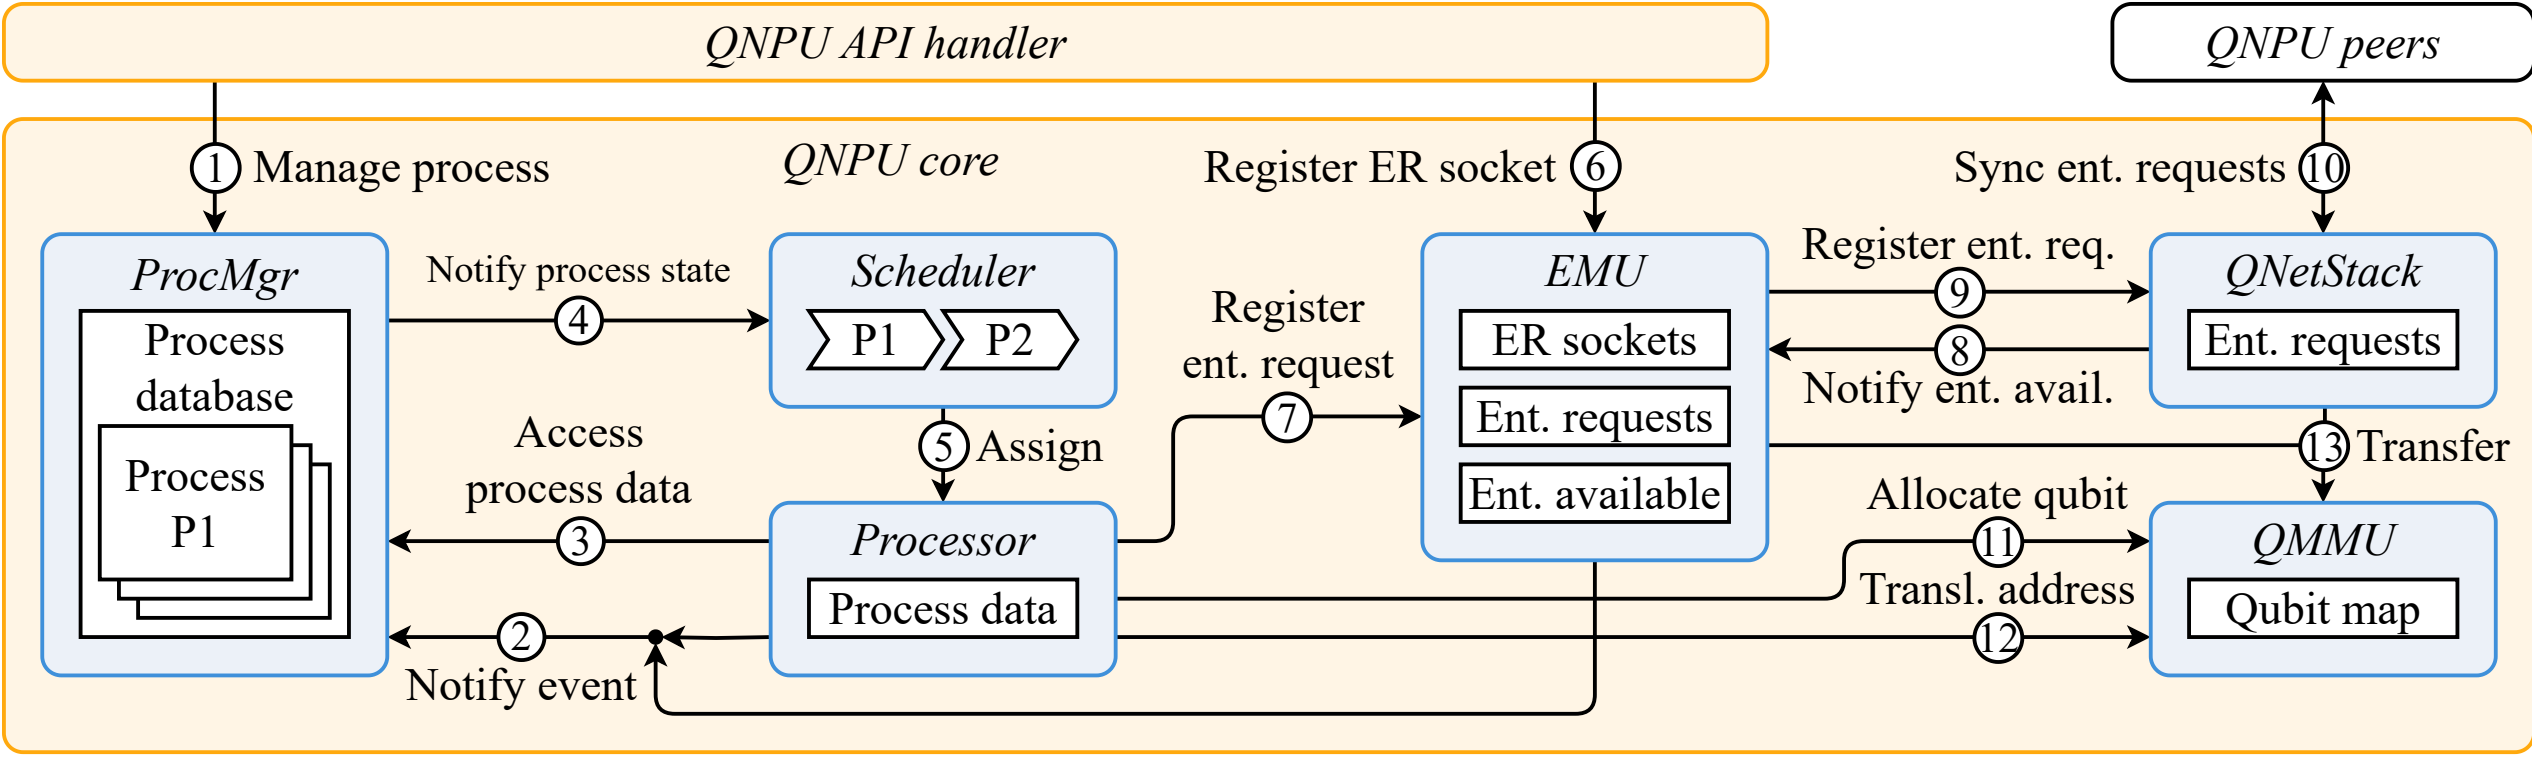 QNPU API handler
QNPU peers
QNPU core
1 Manage process
Register ER socket 6
Sync ent. requests 10
ProcMgr
Process
database
Process
P1
Notify process state
4
Scheduler
P1 P2
5 Assign
Access
process data
3
2
Notify event
Processor
Process data
Register
ent. request
7
EMU
ER sockets
Ent. requests
Ent. available
Register ent. req.
9
8
Notify ent. avail.
QNetStack
Ent. requests
13 Transfer
Allocate qubit
11
Transl. address
12
QMMU
Qubit map